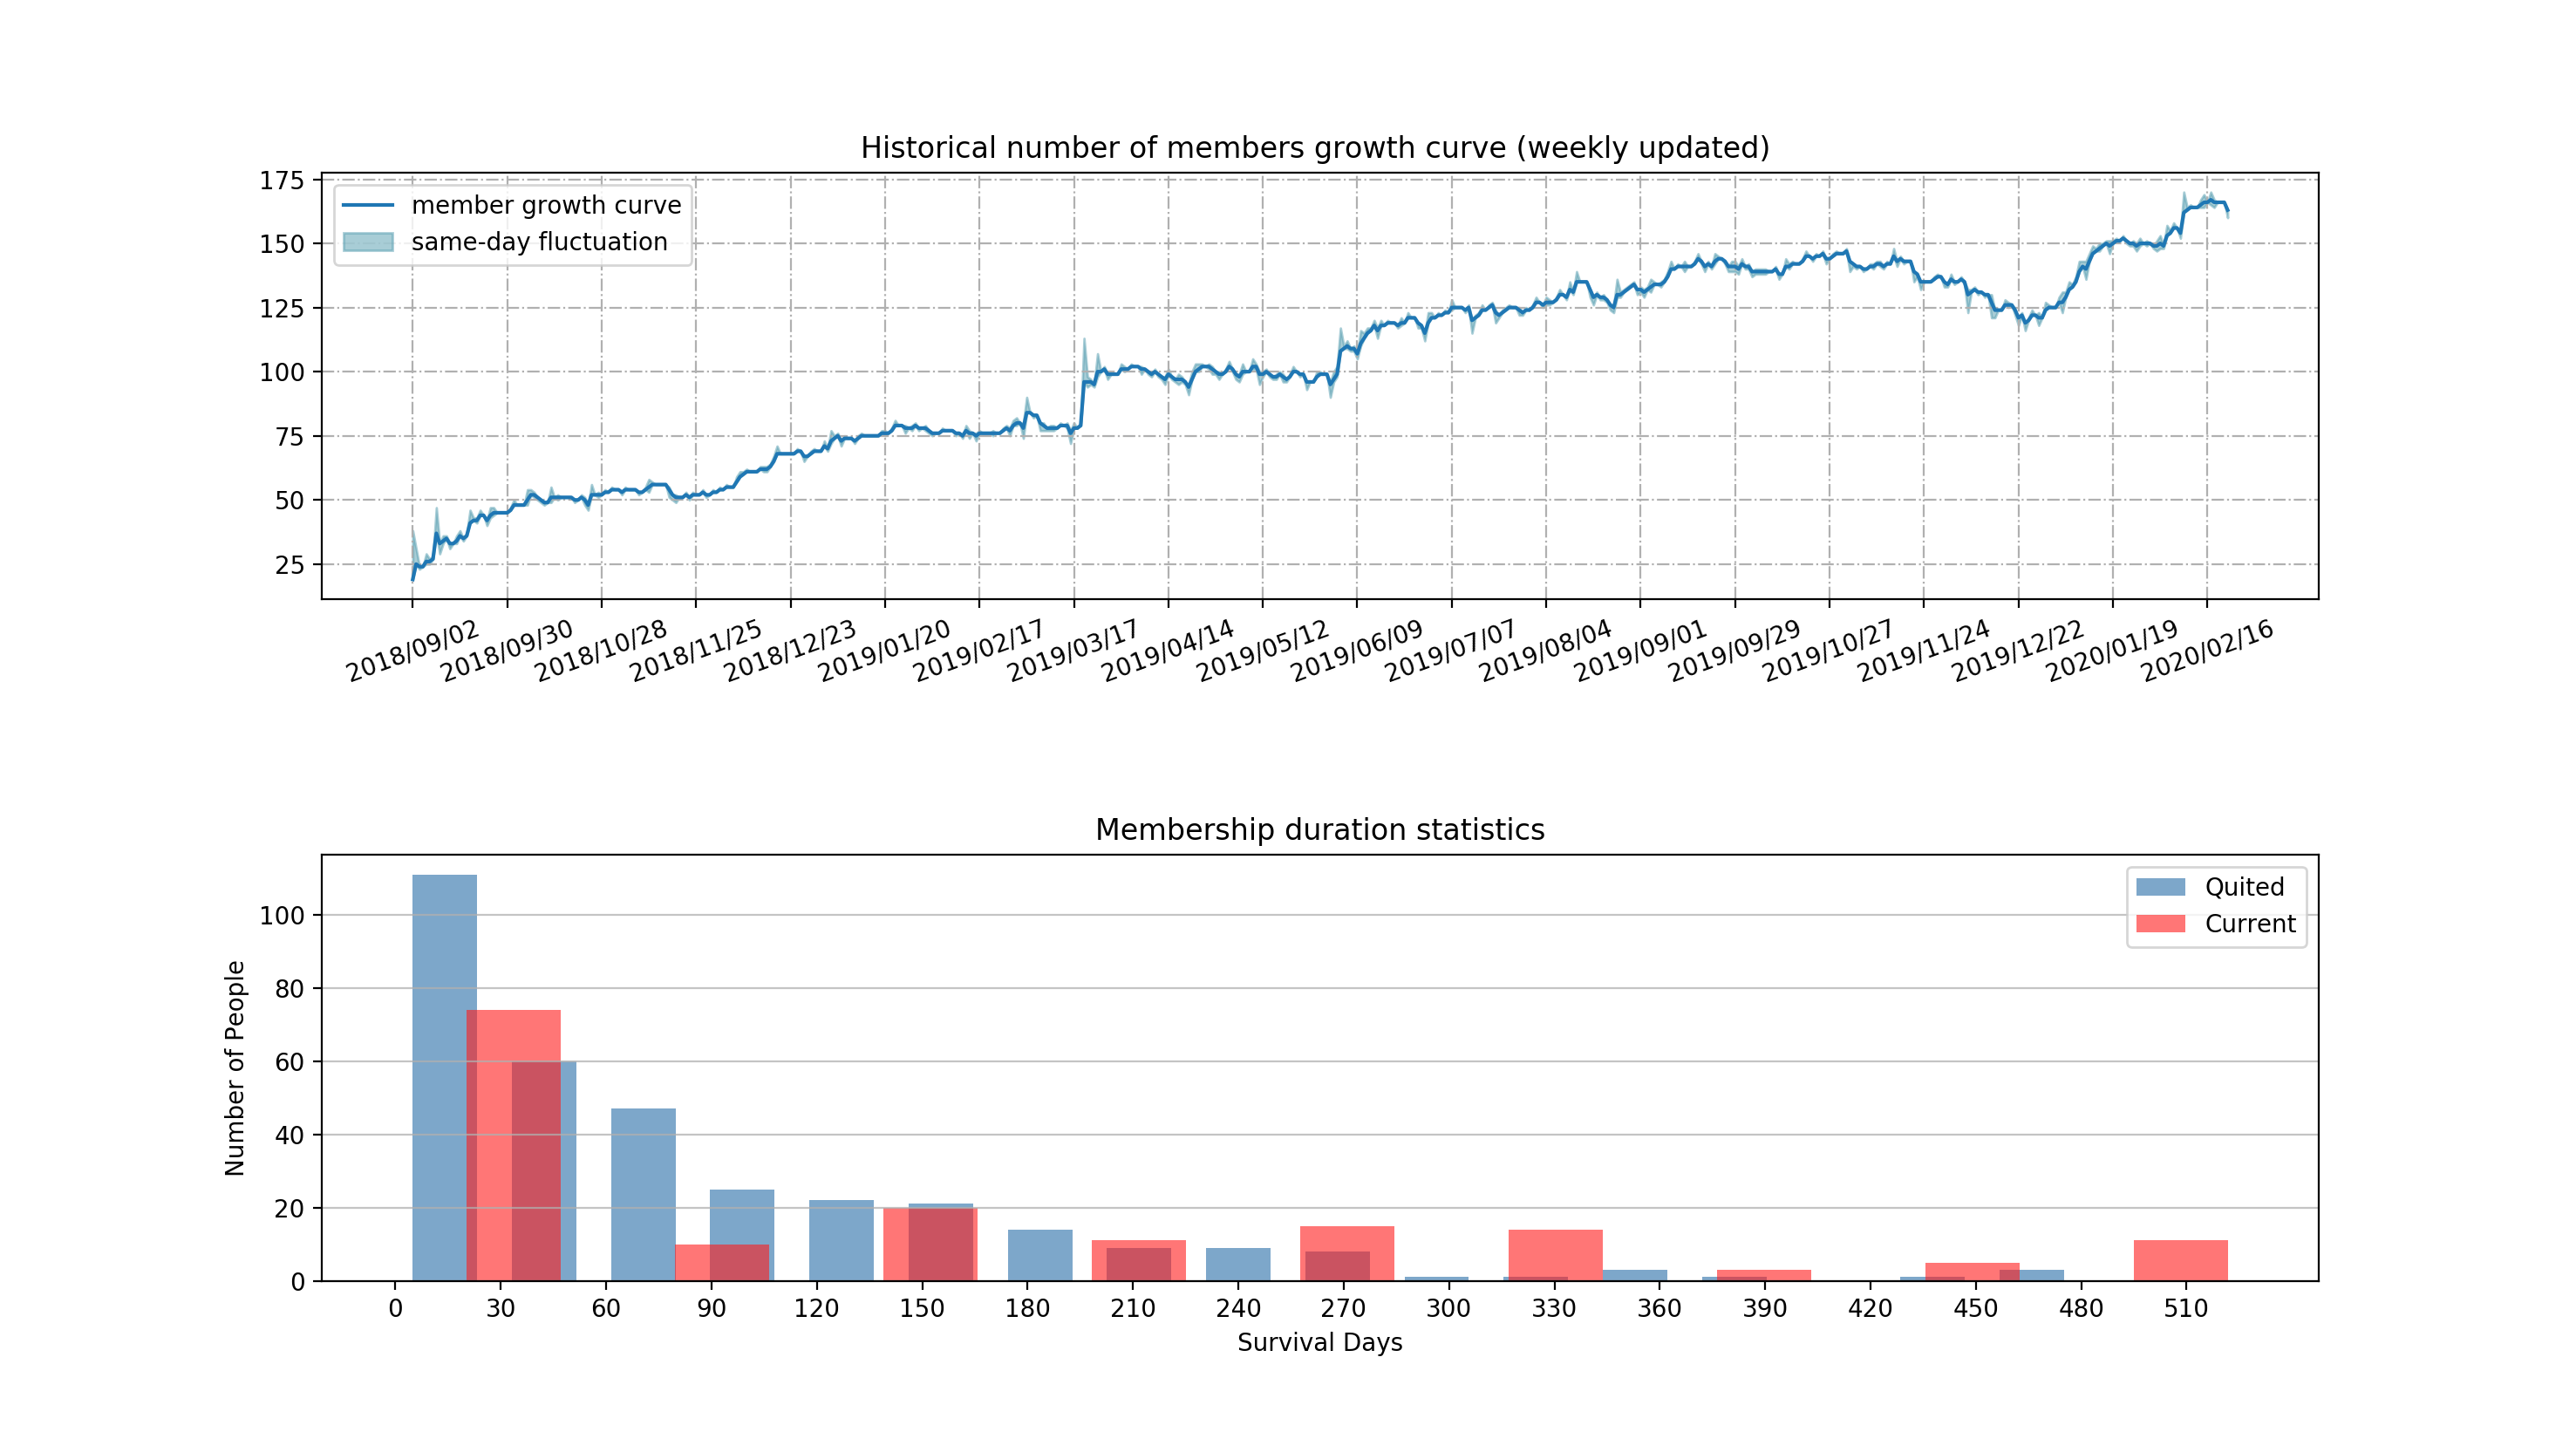 Historical number of members growth curve (weekly updated)
member growth curve
same-day fluctuation
175
150
125
100
75
50
25
2018/09/02 2018/09/30 2018/10/28 2018/11/25 2018/12/23 2019/01/20 2019/02/17 2019/03/17 2019/04/14 2019/05/12 2019/06/09 2019/07/07 2019/08/04 2019/09/01 2019/09/29 2019/10/27 2019/11/24 2019/12/22 2020/01/19 2020/02/16
Membership duration statistics
Quited
Current
Number of People
100
80
60
40
20
0
0 30 60 90 120 150 180 210 240 270 300 330 360 390 420 450 480 510
Survival Days